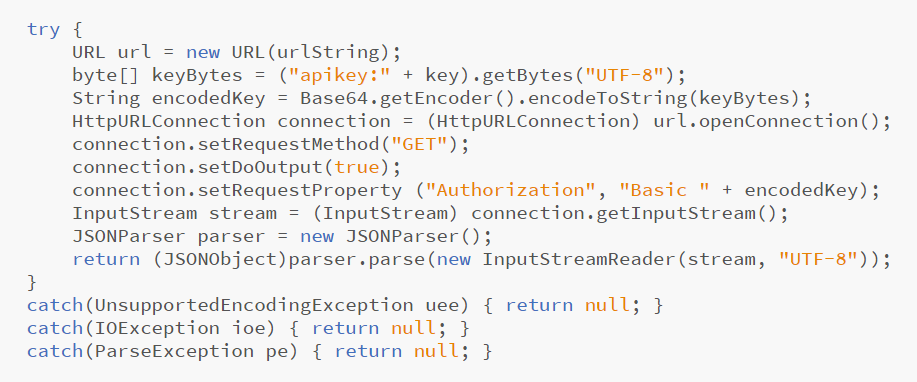 try {
    URL url = new URL(urlString);
    byte[] keyBytes = ("apikey:" + key).getBytes("UTF-8");
    String encodedKey = Base64.getEncoder().encodeToString(keyBytes);
    HttpURLConnection connection = (HttpURLConnection) url.openConnection();
    connection.setRequestMethod("GET");
    connection.setDoOutput(true);
    connection.setRequestProperty ("Authorization", "Basic " + encodedKey);
    InputStream stream = (InputStream) connection.getInputStream();
    JSONParser parser = new JSONParser();
    return (JSONObject)parser.parse(new InputStreamReader(stream, "UTF-8"));
}
catch(UnsupportedEncodingException uee) { return null; }
catch(IOException ioe) { return null; }
catch(ParseException pe) { return null; }